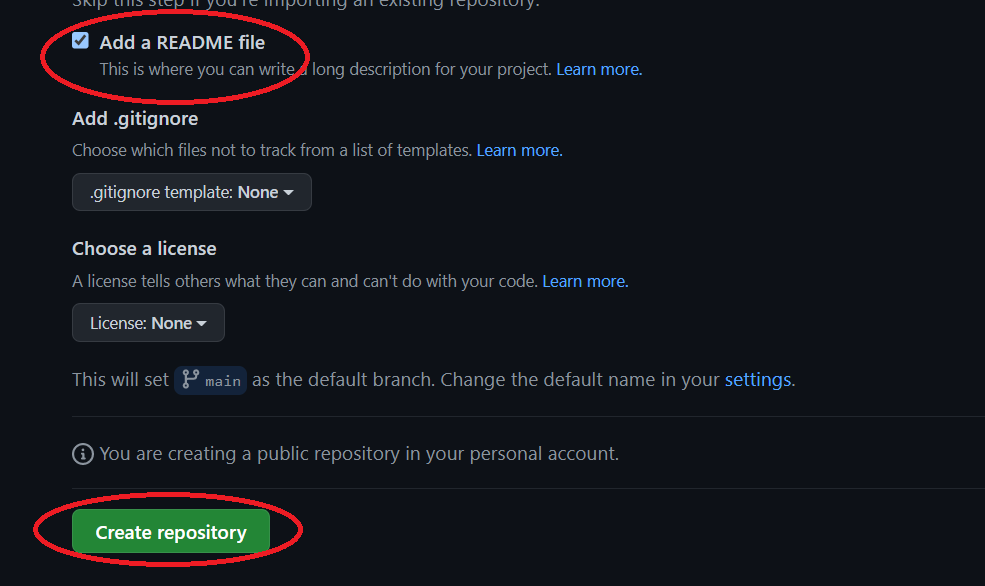 Skip this step if you're importing an existing repository.
Add a README file
This is where you can write a long description for your project. Learn more.
Add .gitignore
Choose which files not to track from a list of templates. Learn more.
.gitignore template: None
Choose a license
A license tells others what they can and can't do with your code. Learn more.
License: None
This will set main as the default branch. Change the default name in your settings.
You are creating a public repository in your personal account.
Create repository